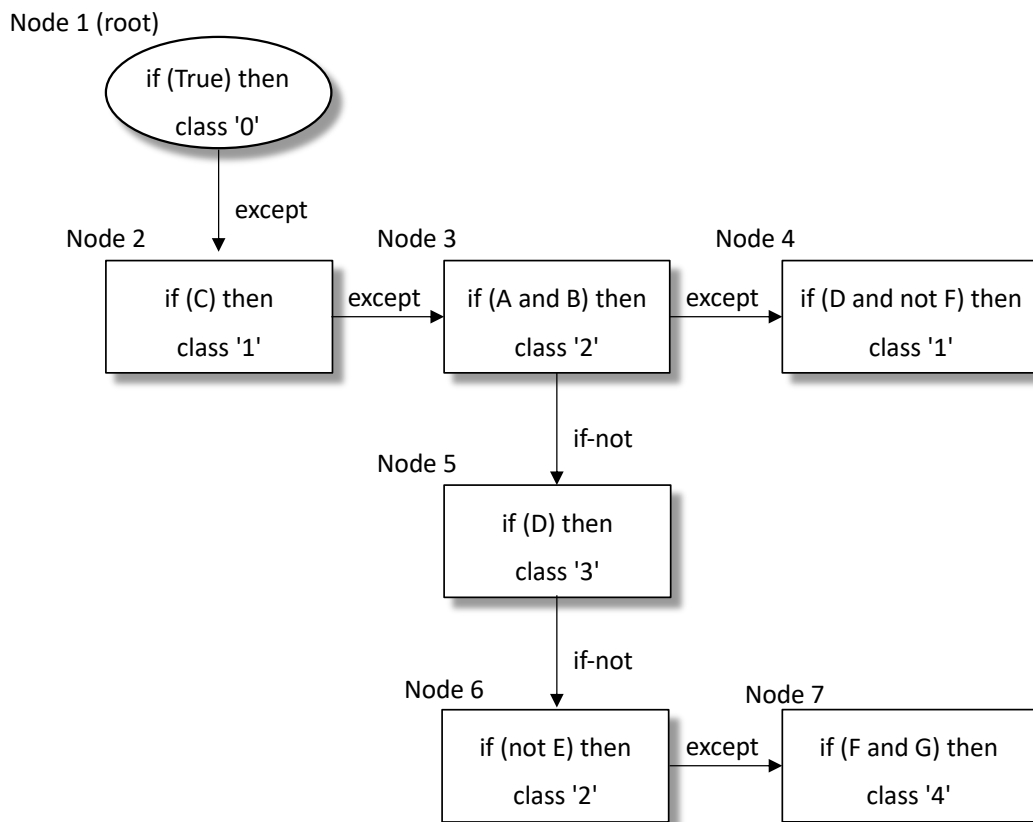 Node 1 (root)
if (True) then
class '0'
except
Node 2
if (C) then
class '1'
except
Node 3
if (A and B) then
class '2'
except
Node 4
if (D and not F) then
class '1'
if-not
Node 5
if (D) then
class '3'
if-not
Node 6
if (not E) then
class '2'
except
Node 7
if (F and G) then
class '4'